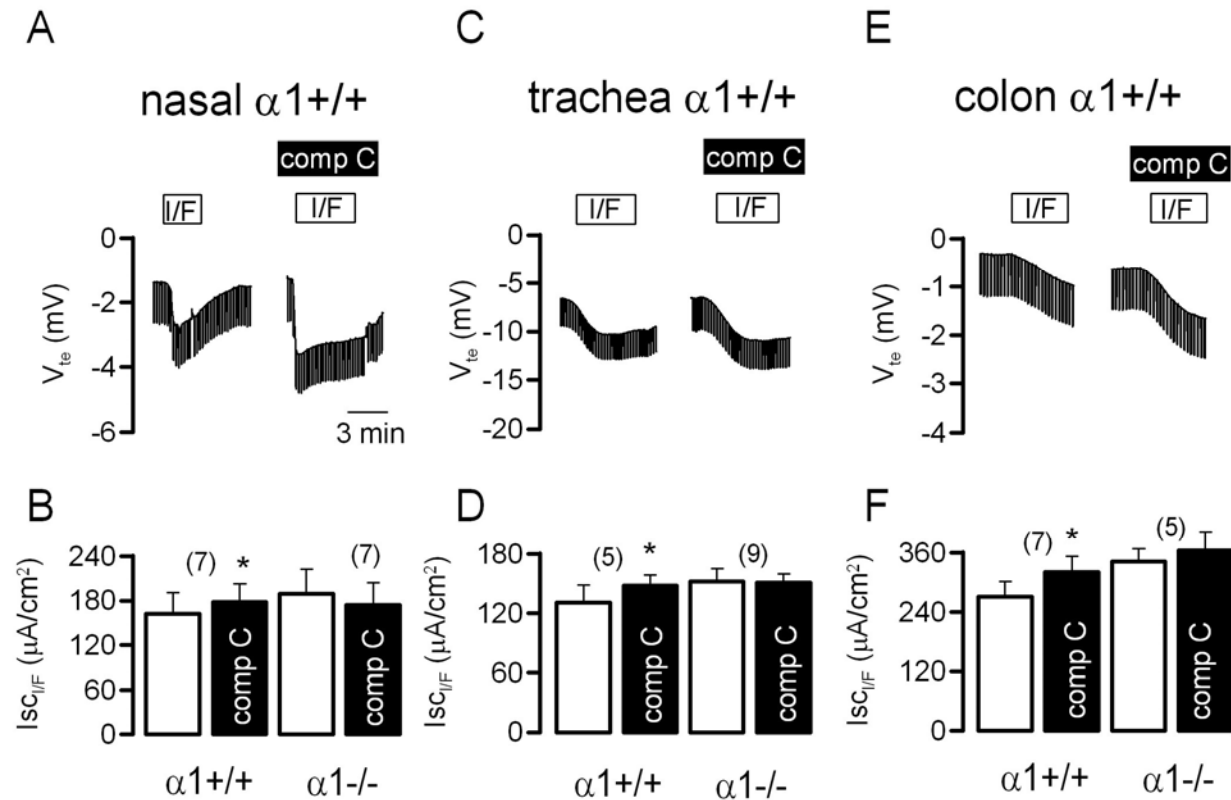 A
nasal α1+/+
comp C
I/F
I/F
0
-2
-4
-6
Vte (mV)
3 min
C
trachea α1+/+
comp C
I/F
I/F
0
-5
-10
-15
-20
Vte (mV)
E
colon α1+/+
comp C
I/F
I/F
0
-1
-2
-3
-4
Vte (mV)
B
240
180
120
60
0
IscI/F (μA/cm²)
(7)
*
(7)
comp C
comp C
α1+/+
α1-/-
D
180
120
60
0
IscI/F (μA/cm²)
(5)
*
(9)
comp C
comp C
α1+/+
α1-/-
F
360
240
120
0
IscI/F (μA/cm²)
(7)
*
(5)
comp C
comp C
α1+/+
α1-/-